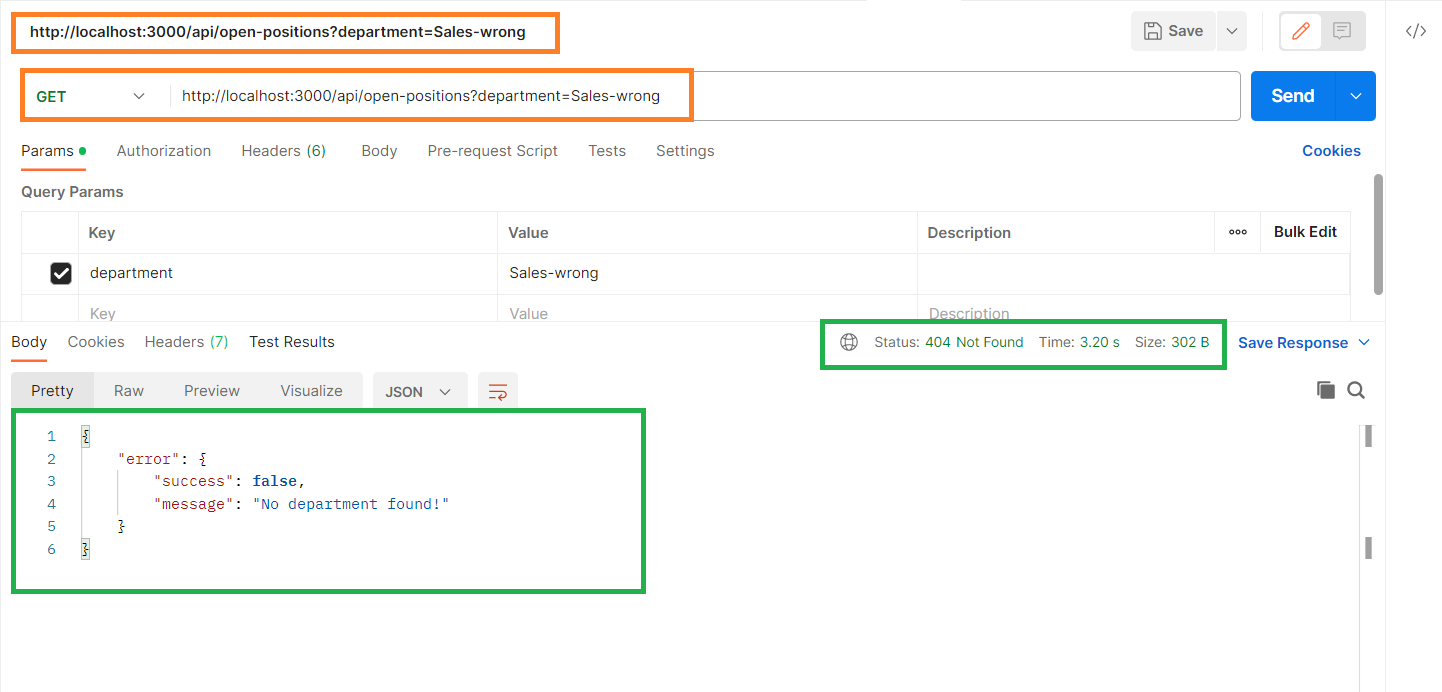 http://localhost:3000/api/open-positions?department=Sales-wrong
Save
GET http://localhost:3000/api/open-positions?department=Sales-wrong
Send
Params Authorization Headers (6) Body Pre-request Script Tests Settings Cookies
Query Params
Key Value Description Bulk Edit
department Sales-wrong
Key Value Description
Body Cookies Headers (7) Test Results Status: 404 Not Found Time: 3.20 s Size: 302 B Save Response
Pretty Raw Preview Visualize JSON
1 {
2 "error": {
3 "success": false,
4 "message": "No department found!"
5 }
6 }